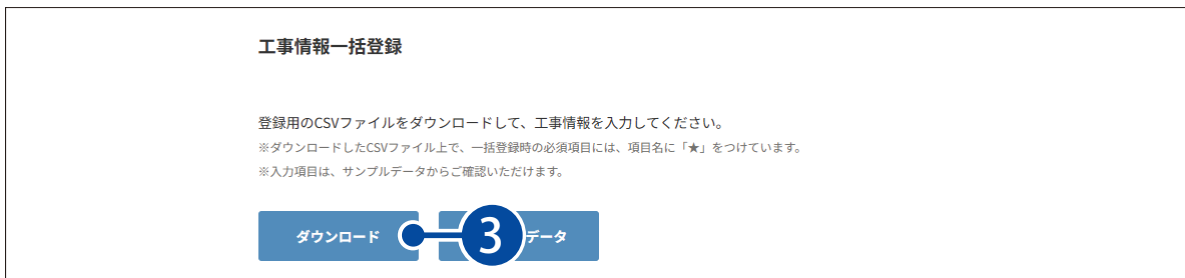 工事情報一括登録
登録用のCSVファイルをダウンロードして、工事情報を入力してください。
※ダウンロードしたCSVファイル上で、一括登録時の必須項目には、項目名に「★」をつけています。
※入力項目は、サンプルデータからご確認いただけます。
ダウンロード 3 データ